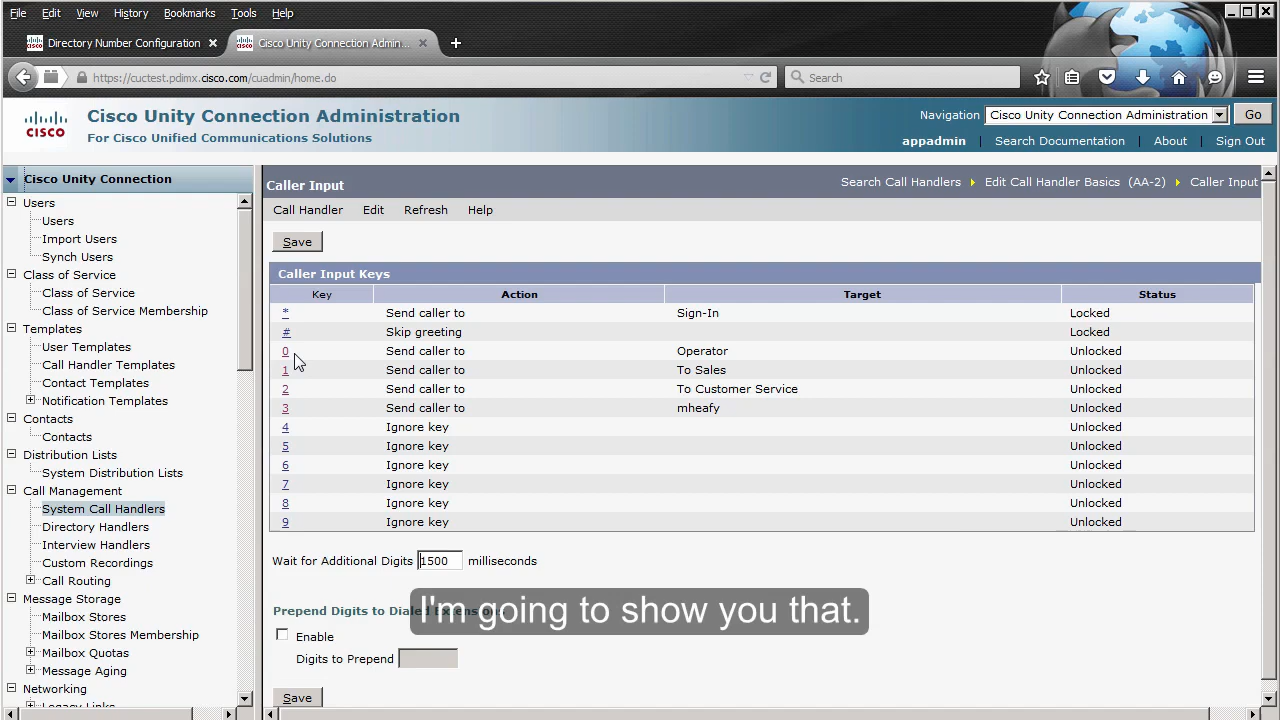 File Edit View History Bookmarks Tools Help
Directory Number Configuration × Cisco Unity Connection Admin... × +
https://cuctest.pdimx.cisco.com/cuadmin/home.do Search
CISCO
Cisco Unity Connection Administration
For Cisco Unified Communications Solutions
Navigation Cisco Unity Connection Administration Go
appadmin Search Documentation About Sign Out
Cisco Unity Connection
Users
Users
Import Users
Synch Users
Class of Service
Class of Service
Class of Service Membership
Templates
User Templates
Call Handler Templates
Contact Templates
Notification Templates
Contacts
Contacts
Distribution Lists
System Distribution Lists
Call Management
System Call Handlers
Directory Handlers
Interview Handlers
Custom Recordings
Call Routing
Message Storage
Mailbox Stores
Mailbox Stores Membership
Mailbox Quotas
Message Aging
Networking
Legacy Links
Caller Input
Search Call Handlers Edit Call Handler Basics (AA-2) Caller Input
Call Handler Edit Refresh Help
Save
Caller Input Keys
Key Action Target Status
* Send caller to Sign-In Locked
# Skip greeting Locked
0 Send caller to Operator Unlocked
1 Send caller to To Sales Unlocked
2 Send caller to To Customer Service Unlocked
3 Send caller to mheafy Unlocked
4 Ignore key Unlocked
5 Ignore key Unlocked
6 Ignore key Unlocked
7 Ignore key Unlocked
8 Ignore key Unlocked
9 Ignore key Unlocked
Wait for Additional Digits 1500 milliseconds
Prepend Digits to Dialed Extensions
I'm going to show you that.
Enable
Digits to Prepend
Save